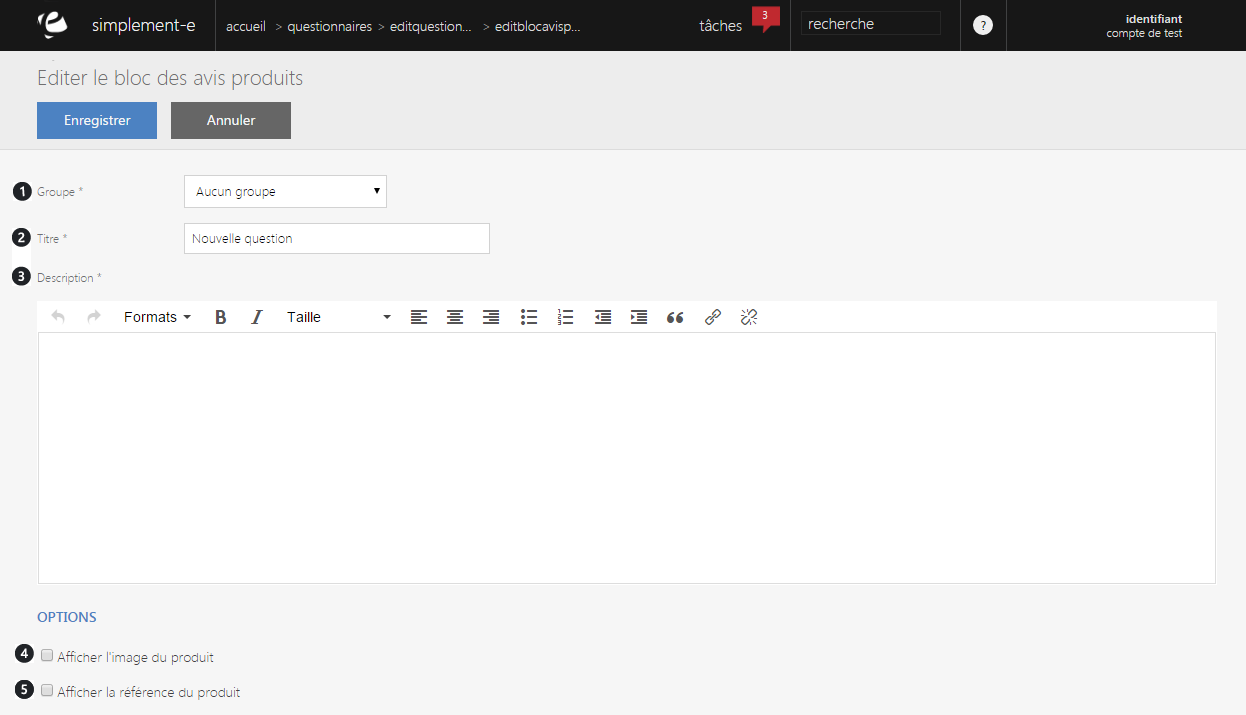 simplement-e accueil > questionnaires > editquestion... > editblocavisp... tâches 3 recherche ? identifiant
compte de test
Editer le bloc des avis produits
Enregistrer Annuler
1 Groupe * Aucun groupe
2 Titre * Nouvelle question
3 Description *
Formats B I Taille
OPTIONS
4 Afficher l'image du produit
5 Afficher la référence du produit